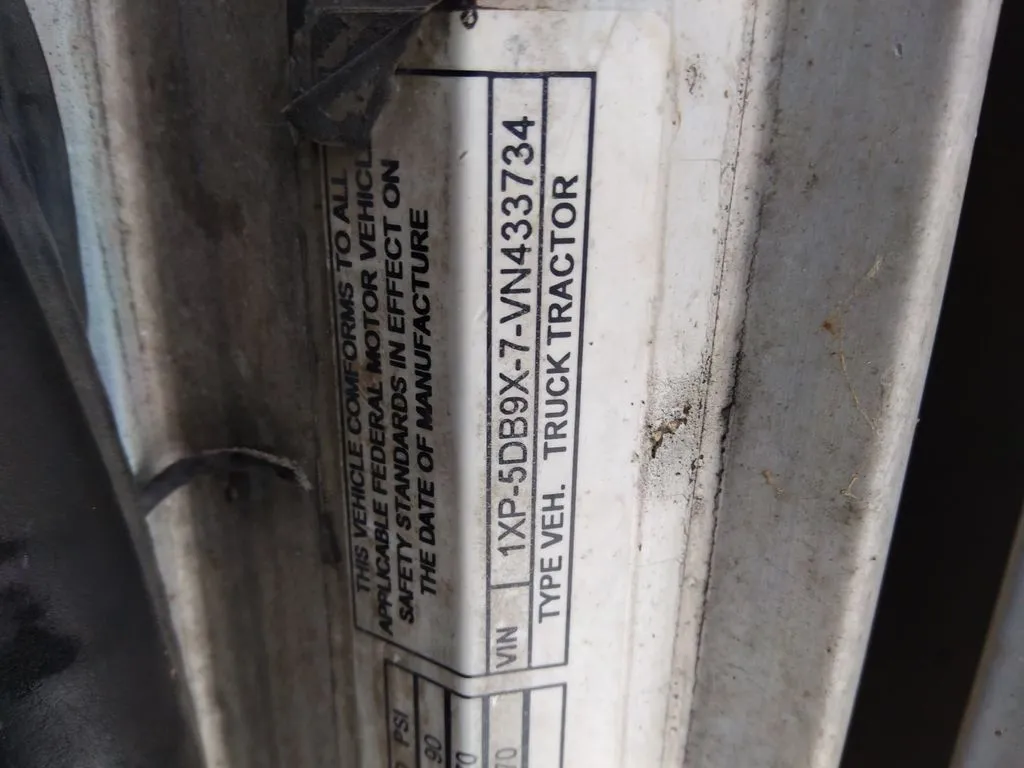 THIS VEHICLE COMFORMS TO ALL
APPLICABLE FEDERAL MOTOR VEHICL
SAFETY STANDARDS IN EFFECT ON
THE DATE OF MANUFACTURE
VIN 1XP-5DB9X-7-VN433734
TYPE VEH. TRUCK TRACTOR
PSI
90
70
70